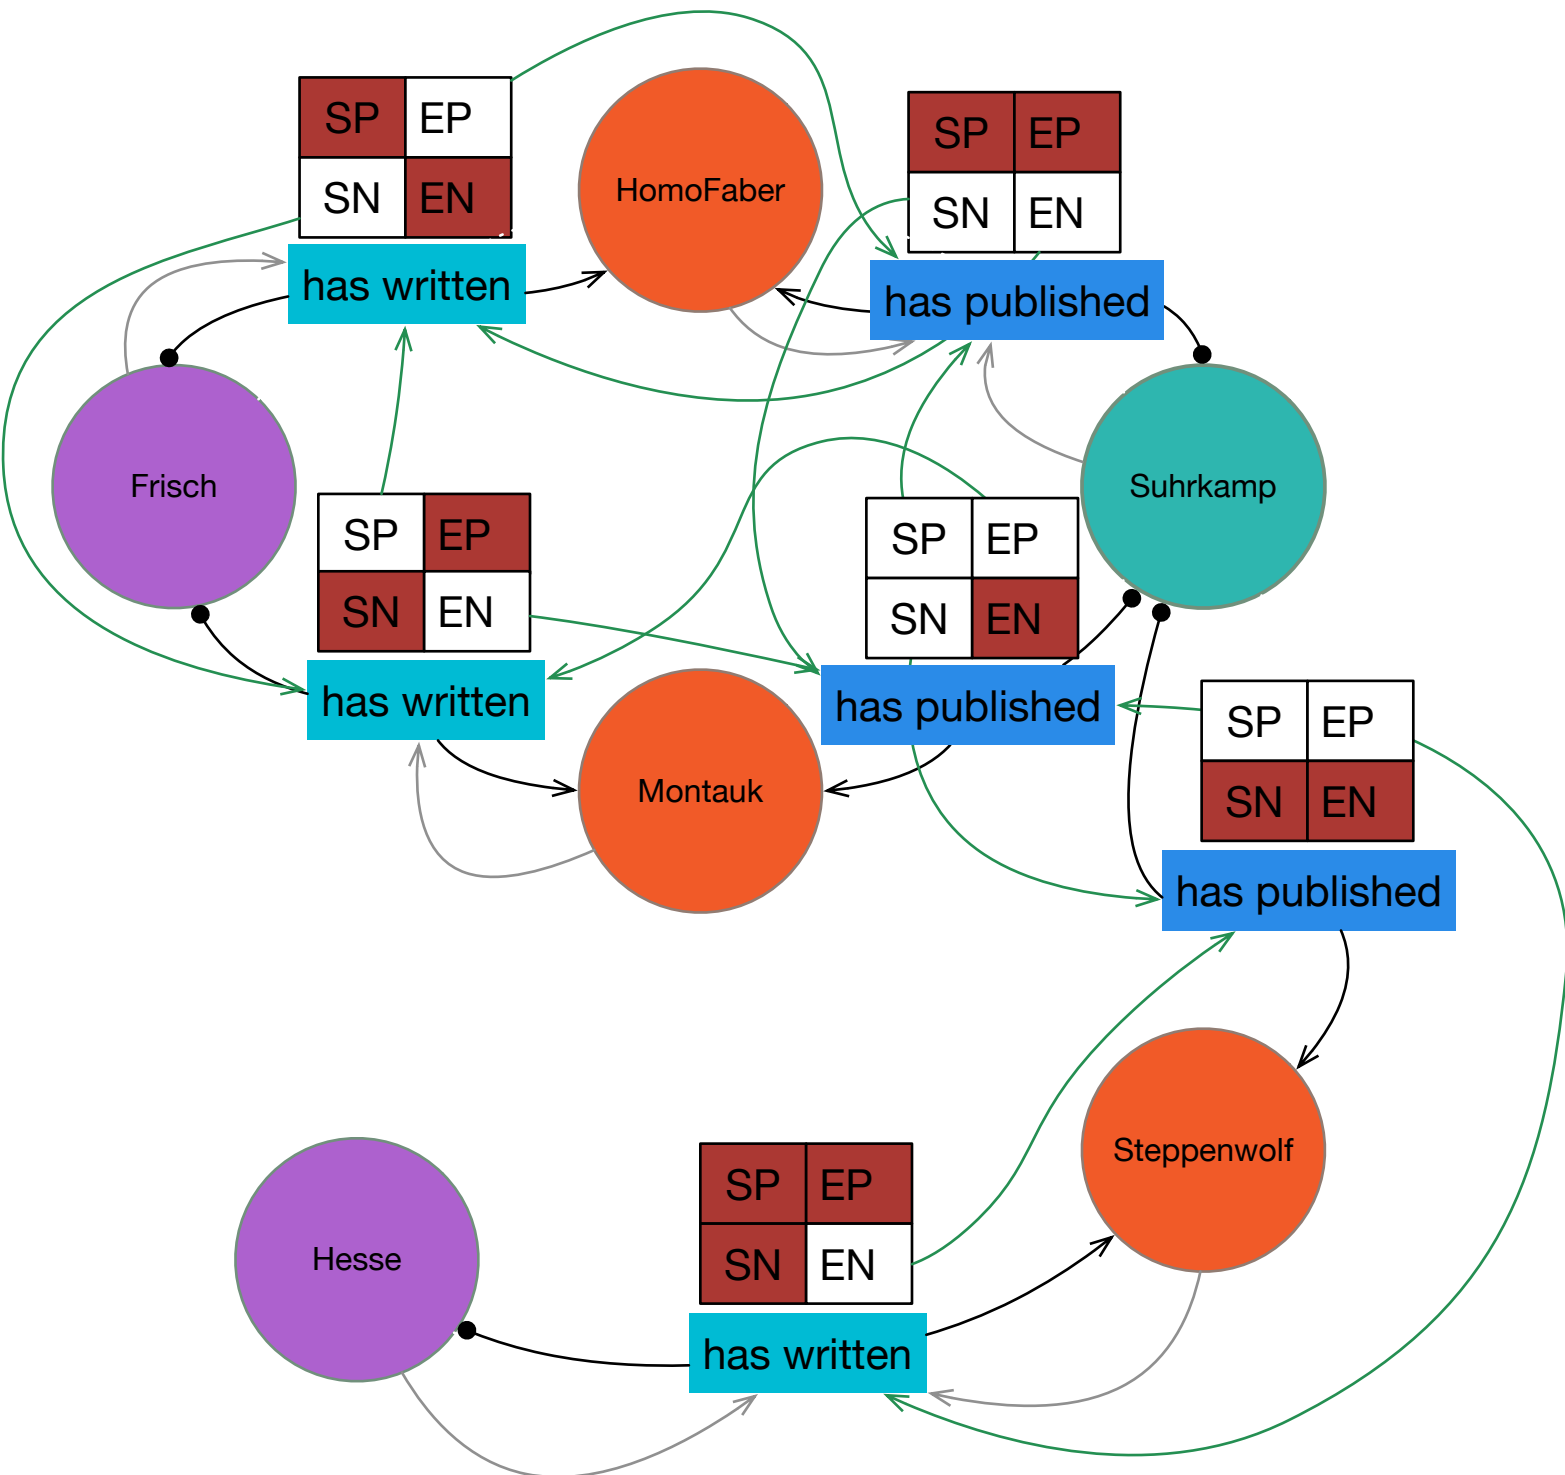 SP EP
SN EN
has written
HomoFaber
SP EP
SN EN
has published
Frisch
Suhrkamp
SP EP
SN EN
has written
SP EP
SN EN
has published
Montauk
SP EP
SN EN
has published
Steppenwolf
Hesse
SP EP
SN EN
has written